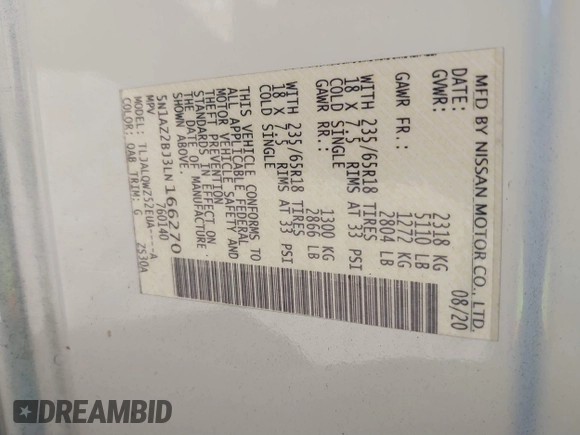 MFD BY NISSAN MOTOR CO., LTD.
DATE: 08/20
GVWR: 2318 KG
5110 LB
GAWR FR.: 1272 KG
2804 LB
WITH 235/65R18 TIRES
18 X 7 RIMS AT 33 PSI
COLD SINGLE
GAWR RR.: 1300 KG
2866 LB
WITH 235/65R18 TIRES
18 X 7 RIMS AT 33 PSI
COLD SINGLE
THIS VEHICLE CONFORMS TO
ALL APPLICABLE FEDERAL
MOTOR VEHICLE SAFETY AND
THEFT PREVENTION
STANDARDS IN EFFECT ON
THE DATE OF MANUFACTURE
SHOWN ABOVE.
5N1AZ2BJ3LN166270
MPV 760140
MODEL: TLJALQWZ52EUA----A
COLOR: QAB TRIM: G Z530A
DREAMBID